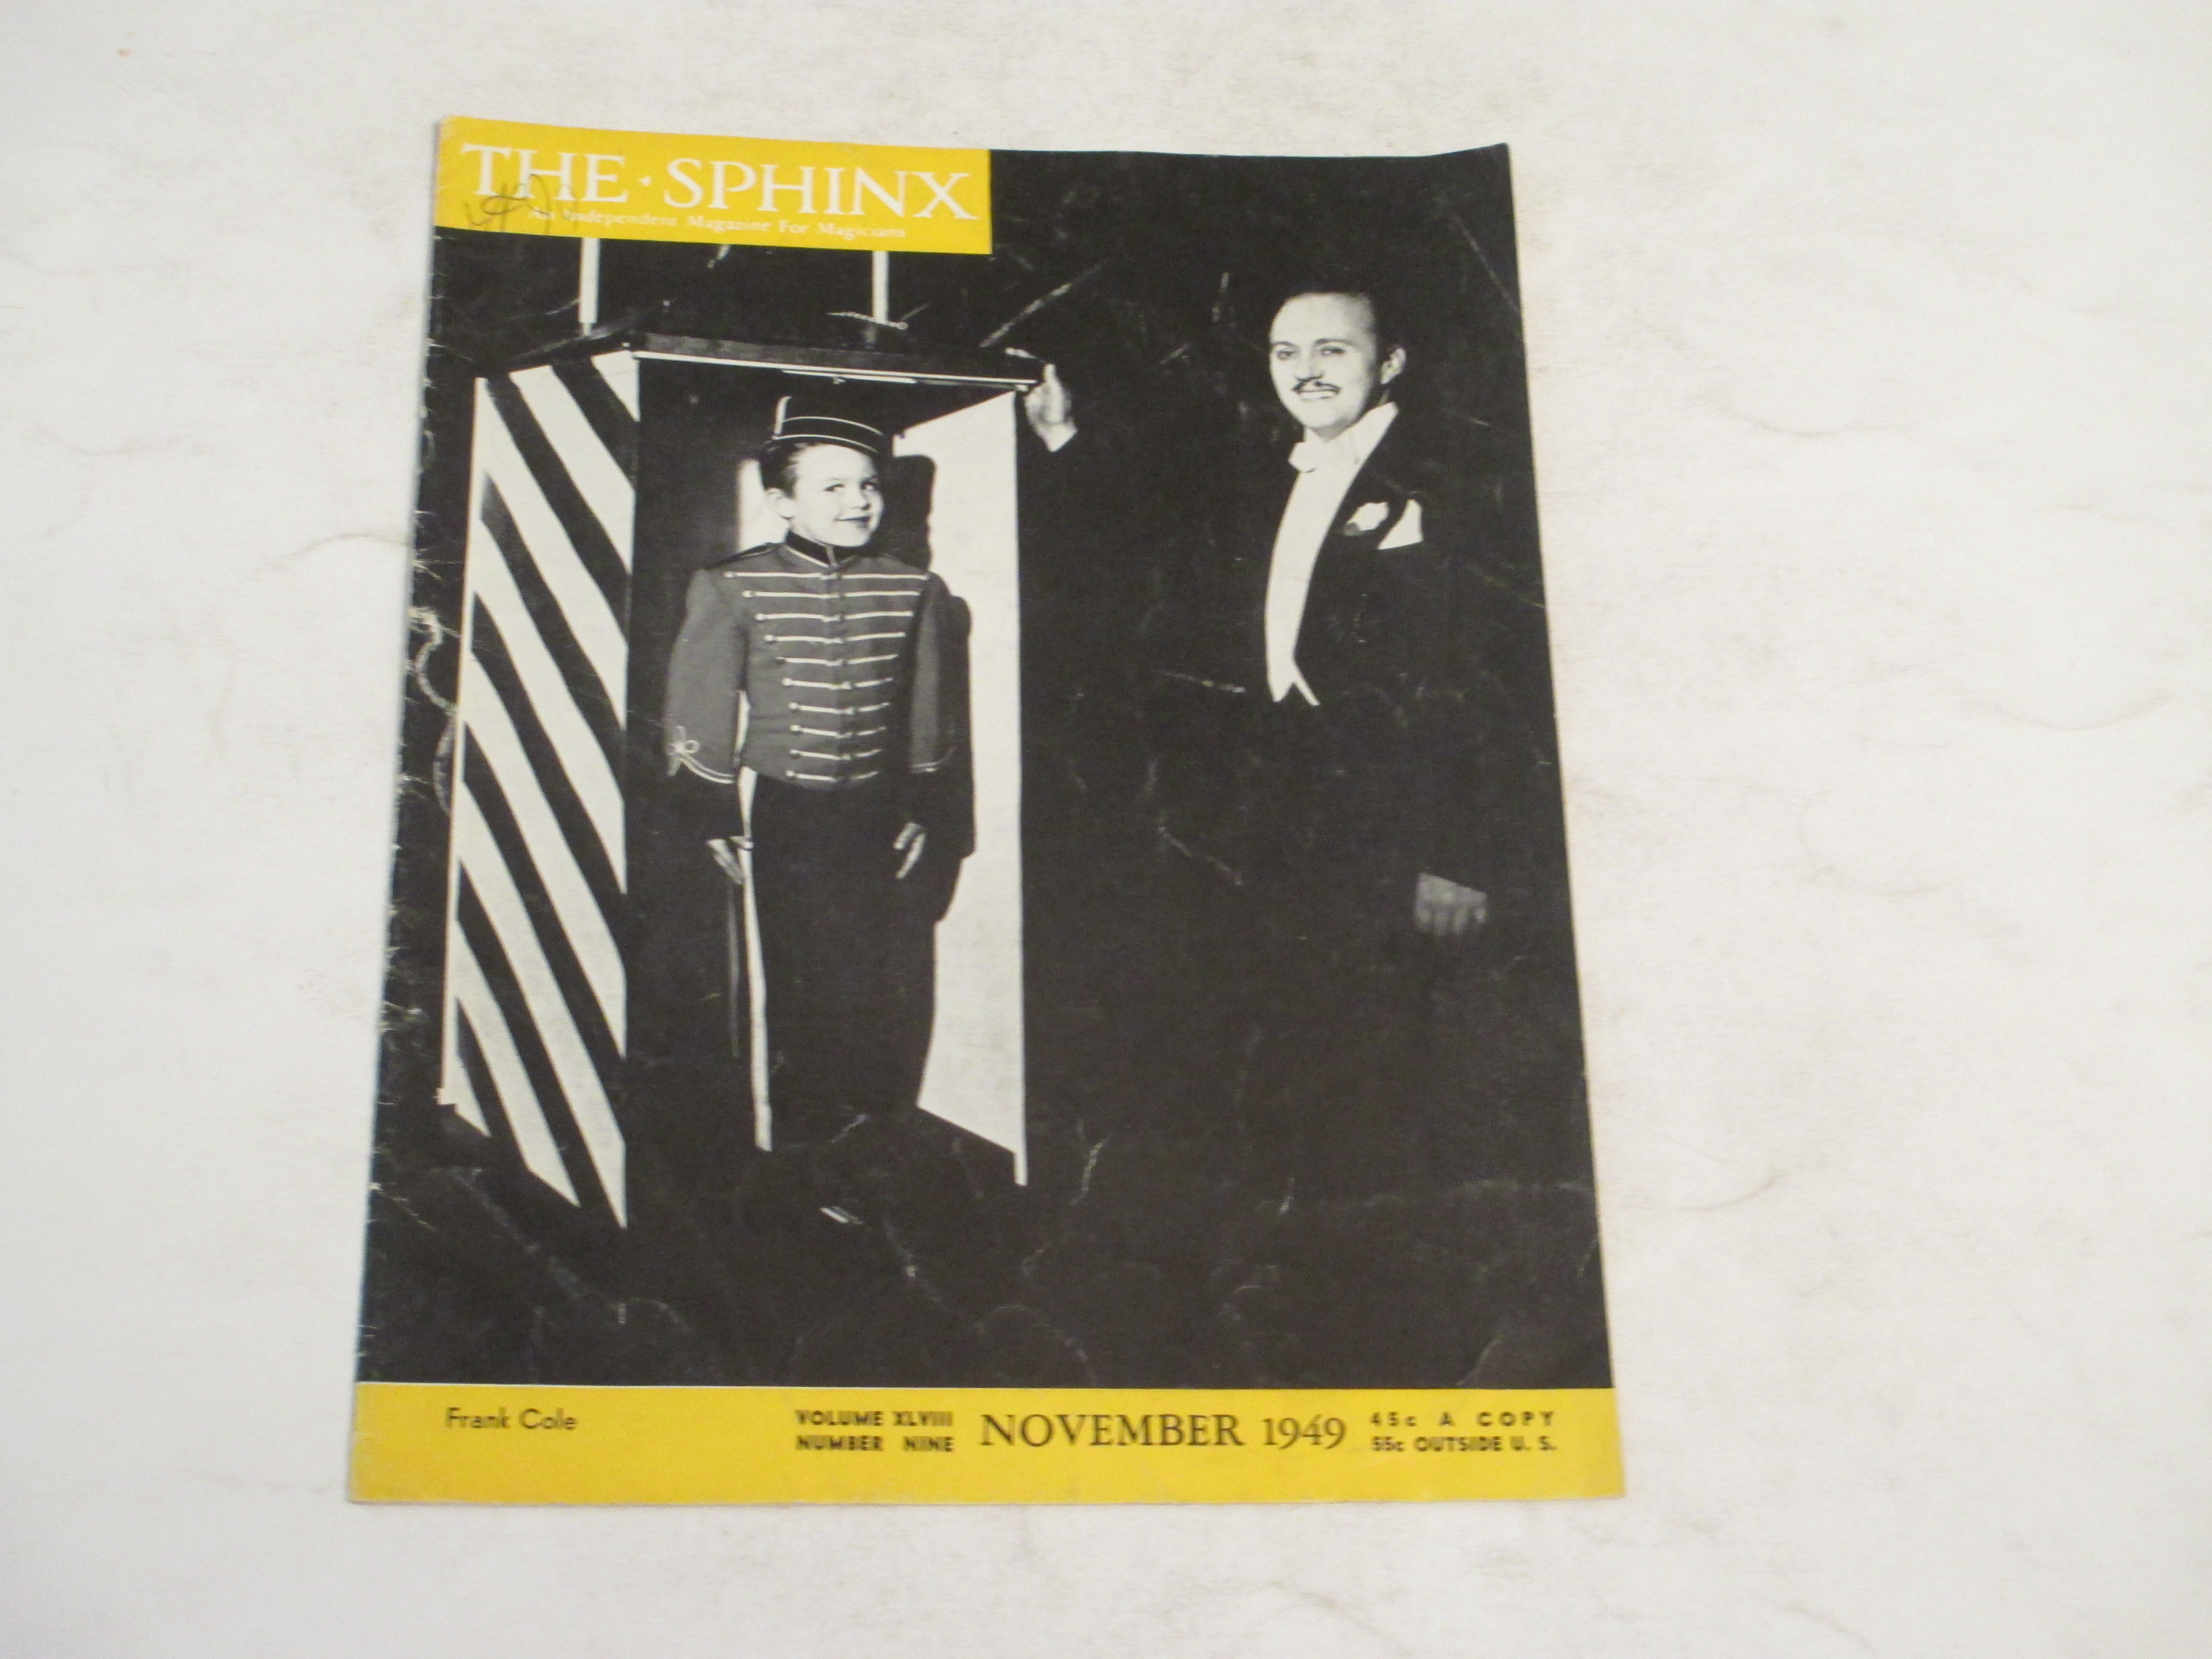 THE · SPHINX
An Independent Magazine For Magicians
Frank Cole
VOLUME XLVIII
NUMBER NINE
NOVEMBER 1949
45c A COPY
55c OUTSIDE U. S.